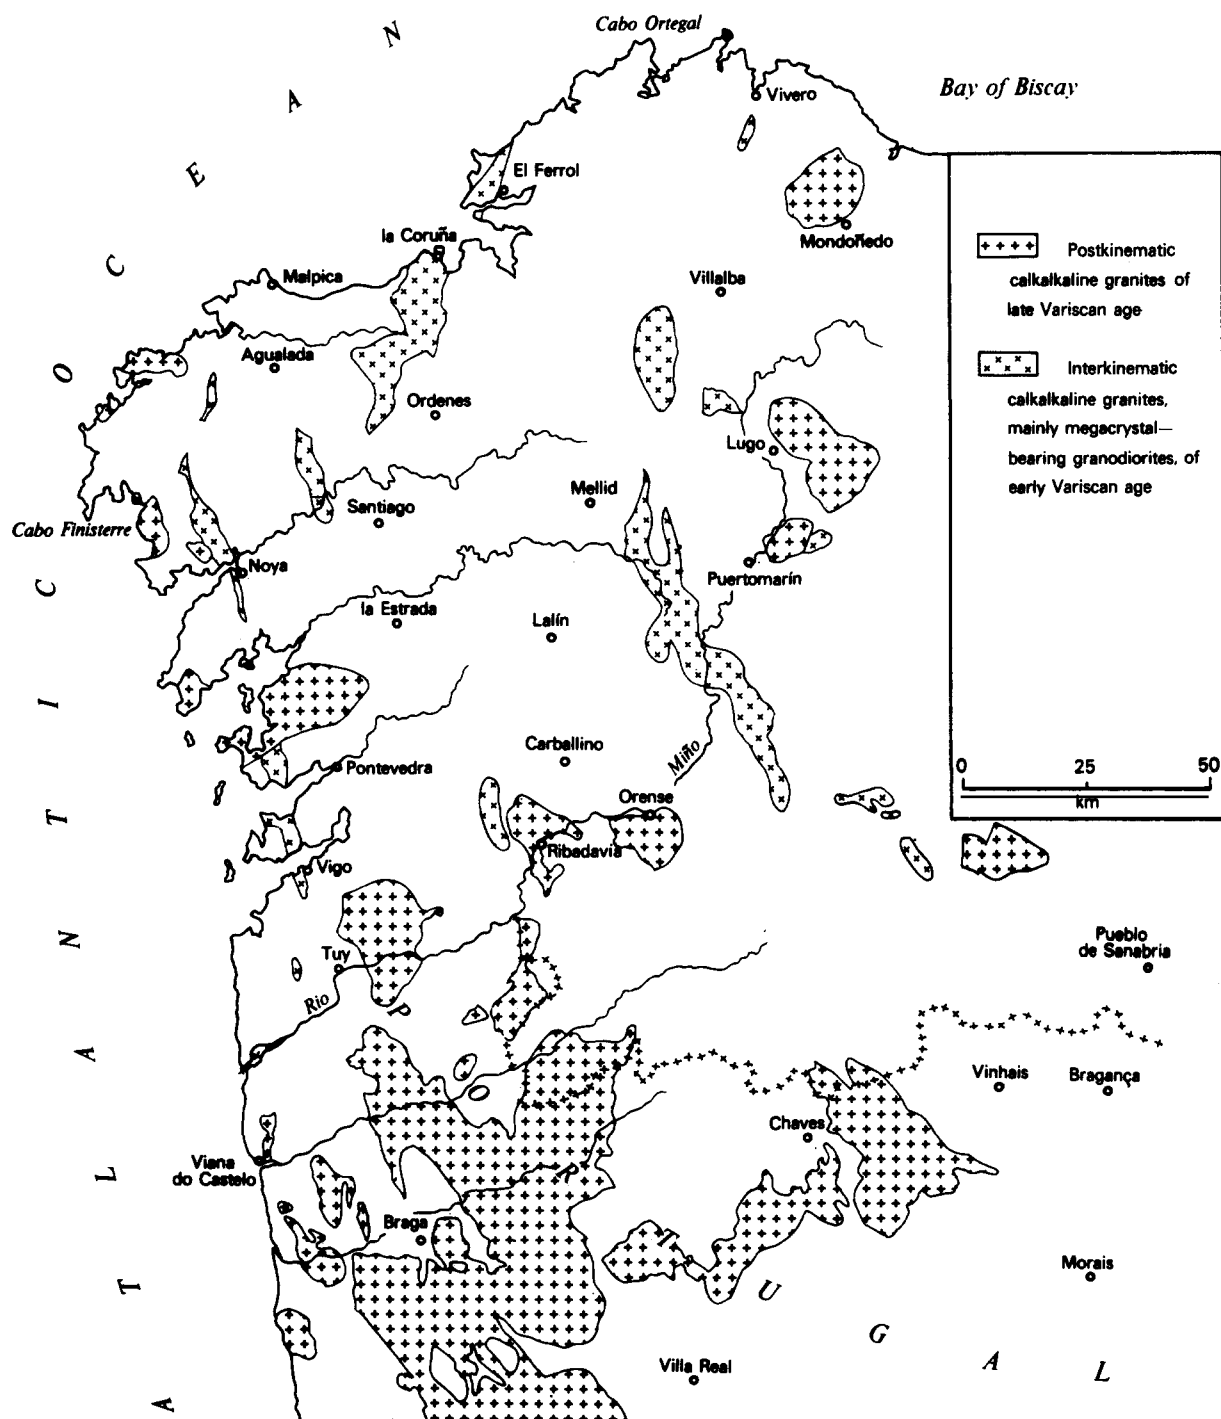 Cabo Ortegal
Bay of Biscay
Vivero
El Ferrol
la Coruña
Mondoñedo
Malpica
Villalba
Agualada
Ordenes
Lugo
Mellid
Santiago
Cabo Finisterre
Noya
Puertomarín
la Estrada
Lalín
Carballino
Miño
Pontevedra
Orense
Ribadavia
Vigo
Tuy
Rio
Pueblo
de Sanabria
Vinhais
Bragança
Chaves
Viana
do Castelo
Braga
Morais
Villa Real
ATLANTIC OCEAN
PORTUGAL
Postkinematic
calkalkaline granites of
late Variscan age
Interkinematic
calkalkaline granites,
mainly megacrystal—
bearing granodiorites, of
early Variscan age
0 25 50
km